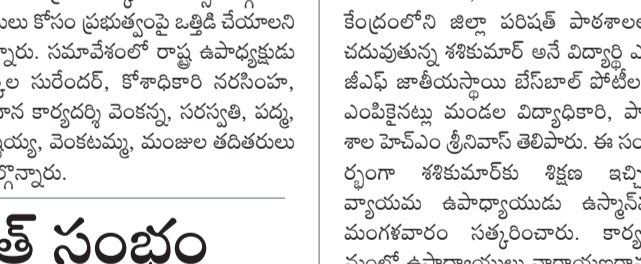 కోసం ప్రభుత్వంపై ఒత్తిడి చేయాలని
సమావేశంలో రాష్ట్ర ఉపాధ్యక్షుడు
సురేందర్, కోశాధికారి నరసింహ,
కార్యదర్శి వెంకన్న, సరస్వతి, పద్మ,
వెంకటమ్మ, మంజుల తదితరులు
సంభం
కేంద్రంలోని జిల్లా పరిషత్ పాఠశాల
చదువుతున్న శశికుమార్ అనే విద్యార్థి ఎ
జీఎఫ్ జాతీయస్థాయి బేస్‌బాల్ పోటీల
ఎంపికైనట్లు మండల విద్యాధికారి, పా
శాల హెచ్ఎం శ్రీనివాస్ తెలిపారు. ఈ సం
ర్భంగా శశికుమార్‌కు శిక్షణ ఇచ్చి
వ్యాయమ ఉపాధ్యాయుడు ఉస్మాన్
మంగళవారం సత్కరించారు. కార్య